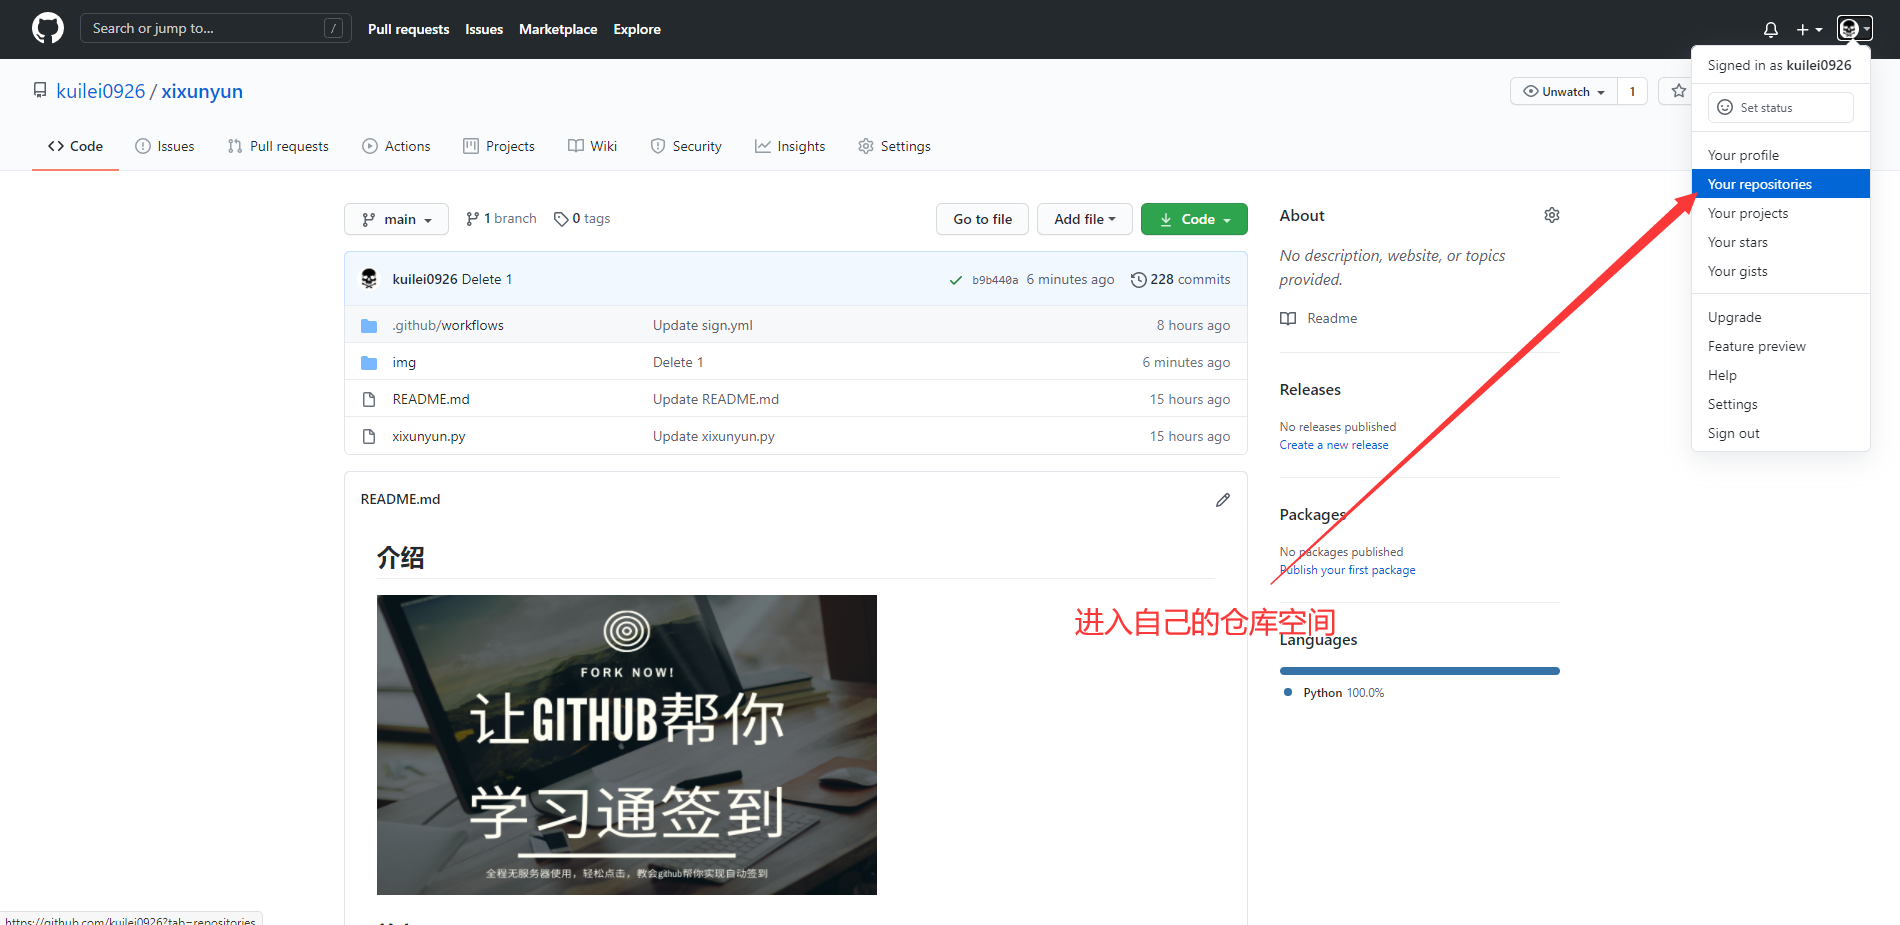 Search or jump to... /
Pull requests Issues Marketplace Explore
Signed in as kuilei0926
Set status
Your profile
Your repositories
Your projects
Your stars
Your gists
Upgrade
Feature preview
Help
Settings
Sign out
kuilei0926 / xixunyun
Unwatch 1
Code Issues Pull requests Actions Projects Wiki Security Insights Settings
main 1 branch 0 tags Go to file Add file Code
kuilei0926 Delete 1 b9b440a 6 minutes ago 228 commits
.github/workflows Update sign.yml 8 hours ago
img Delete 1 6 minutes ago
README.md Update README.md 15 hours ago
xixunyun.py Update xixunyun.py 15 hours ago
About
No description, website, or topics
provided.
Readme
Releases
No releases published
Create a new release
Packages
No packages published
Publish your first package
Languages
Python 100.0%
进入自己的仓库空间
README.md
介绍
FORK NOW!
让GITHUB帮你
学习通签到
全程无服务器使用，轻松点击，教会github帮你实现自动签到
https://github.com/kuilei0926?tab=repositories